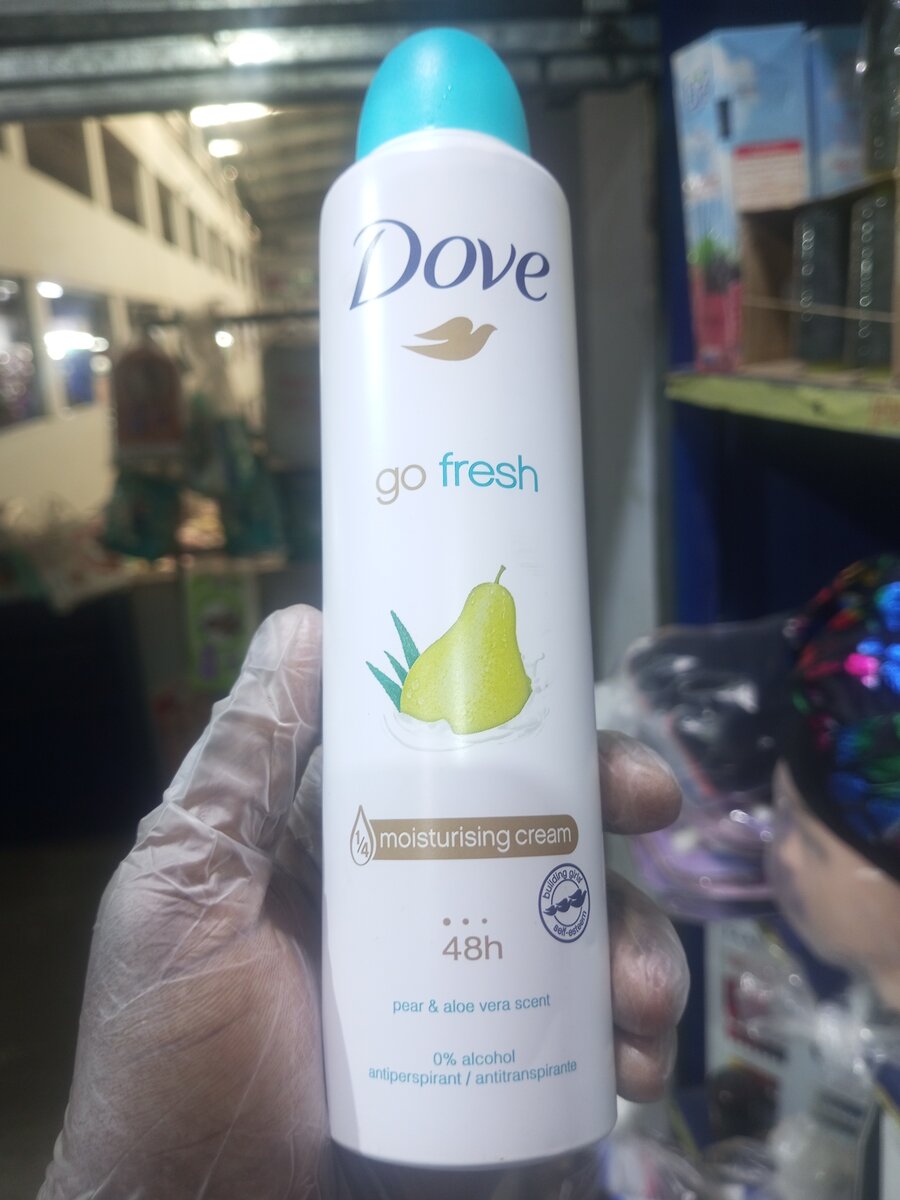 Dove
go fresh
1/4 moisturising cream
building girls'
self-esteem
48h
pear & aloe vera scent
0% alcohol
antiperspirant / antitranspirante